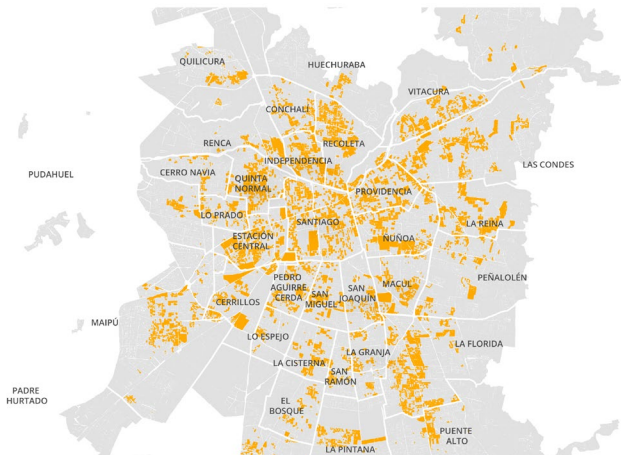 QUILICURA
HUECHURABA
VITACURA
CONCHALÍ
RENCA
RECOLETA
INDEPENDENCIA
LAS CONDES
CERRO NAVIA
PUDAHUEL
QUINTA
NORMAL
PROVIDENCIA
LO PRADO
SANTIAGO
LA REINA
ESTACIÓN
CENTRAL
ÑUÑOA
PEÑALOLÉN
PEDRO
AGUIRRE
CERDA
MACUL
SAN
JOAQUÍN
SAN
MIGUEL
CERRILLOS
MAIPÚ
LO ESPEJO
LA FLORIDA
LA GRANJA
LA CISTERNA
SAN
RAMÓN
PADRE
HURTADO
EL
BOSQUE
PUENTE
ALTO
LA PINTANA